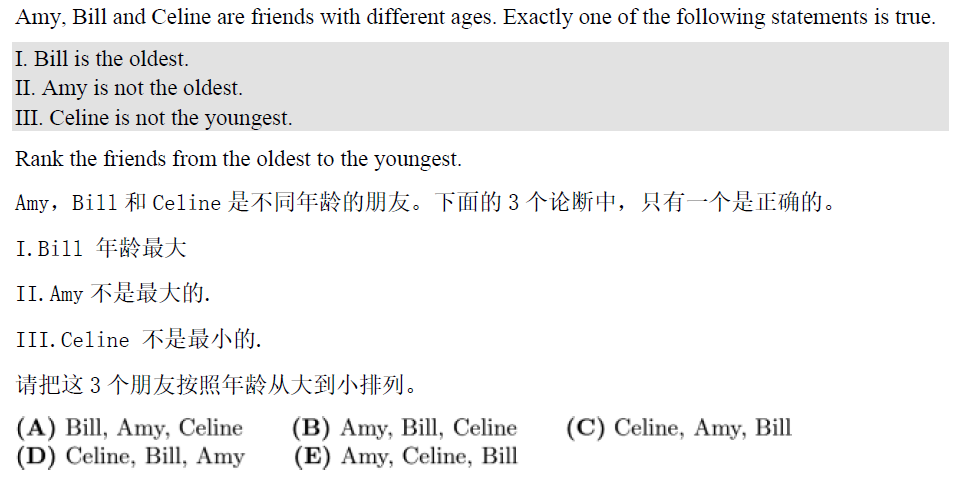 Amy, Bill and Celine are friends with different ages. Exactly one of the following statements is true.
I. Bill is the oldest.
II. Amy is not the oldest.
III. Celine is not the youngest.
Rank the friends from the oldest to the youngest.
Amy，Bill 和 Celine 是不同年龄的朋友。下面的 3 个论断中，只有一个是正确的。
I.Bill 年龄最大
II.Amy 不是最大的.
III.Celine 不是最小的.
请把这 3 个朋友按照年龄从大到小排列。
(A) Bill, Amy, Celine (B) Amy, Bill, Celine (C) Celine, Amy, Bill
(D) Celine, Bill, Amy (E) Amy, Celine, Bill